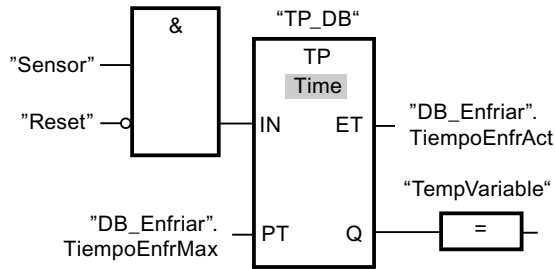 &
“TP_DB“
TP
Time
”Sensor”
”Reset”
IN
ET
”DB_Enfriar”.
TiempoEnfrAct
“TempVariable“
=
”DB_Enfriar”.
TiempoEnfrMax
PT
Q